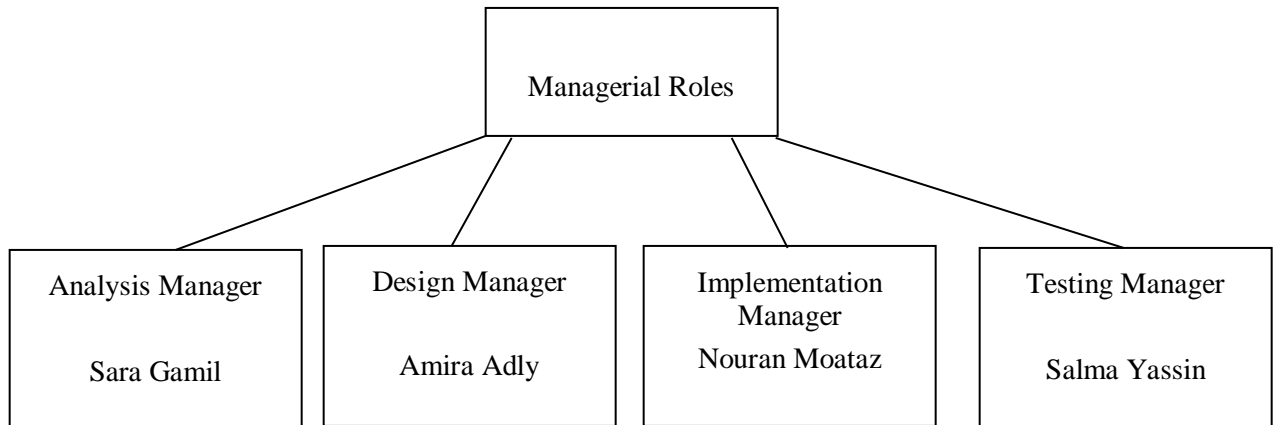 Managerial Roles
Analysis Manager
Sara Gamil
Design Manager
Amira Adly
Implementation
Manager
Nouran Moataz
Testing Manager
Salma Yassin